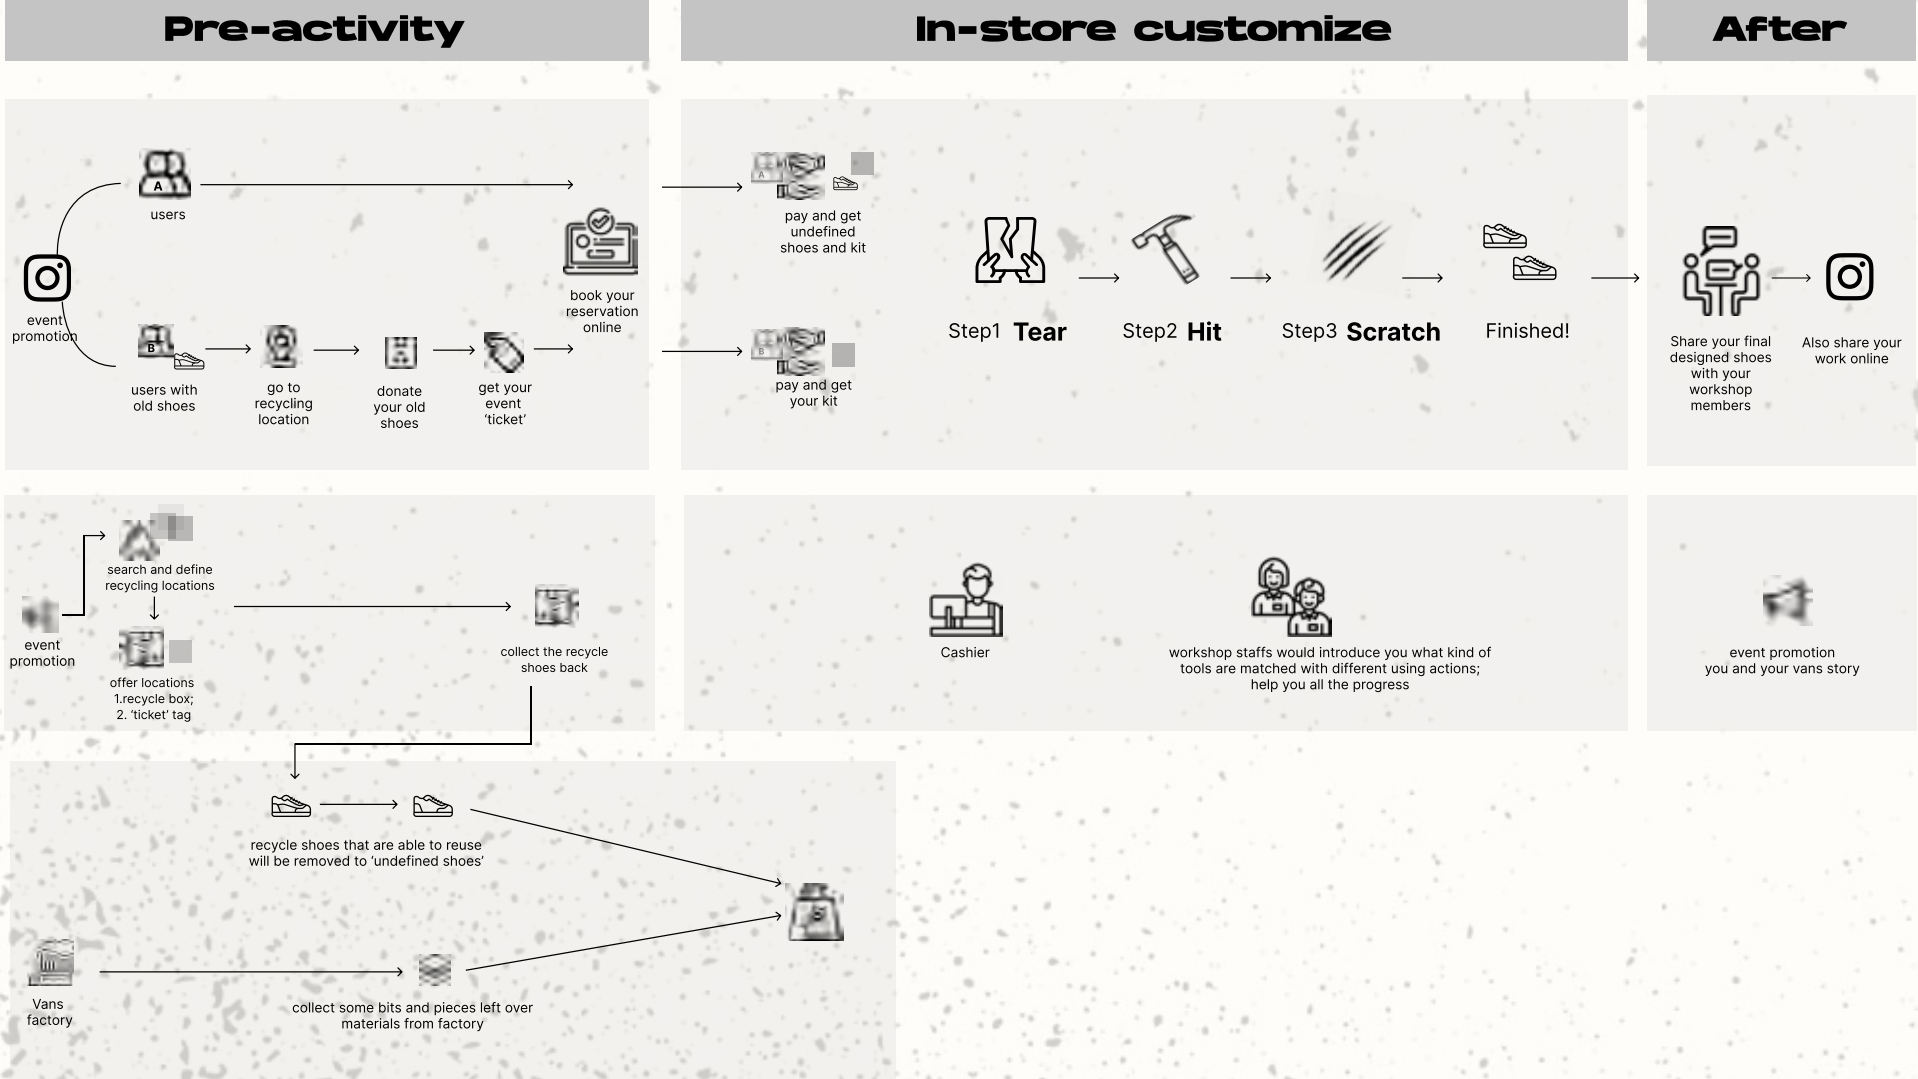 Pre-activity
In-store customize
After
A
users
event
promotion
B
users with
old shoes
go to
recycling
location
donate
your old
shoes
get your
event
‘ticket’
book your
reservation
online
A
pay and get
undefined
shoes and kit
B
pay and get
your kit
Step1 Tear
Step2 Hit
Step3 Scratch
Finished!
Share your final
designed shoes
with your
workshop
members
Also share your
work online
event
promotion
search and define
recycling locations
offer locations
1.recycle box;
2. ‘ticket’ tag
collect the recycle
shoes back
Cashier
workshop staffs would introduce you what kind of
tools are matched with different using actions;
help you all the progress
event promotion
you and your vans story
recycle shoes that are able to reuse
will be removed to ‘undefined shoes’
Vans
factory
collect some bits and pieces left over
materials from factory